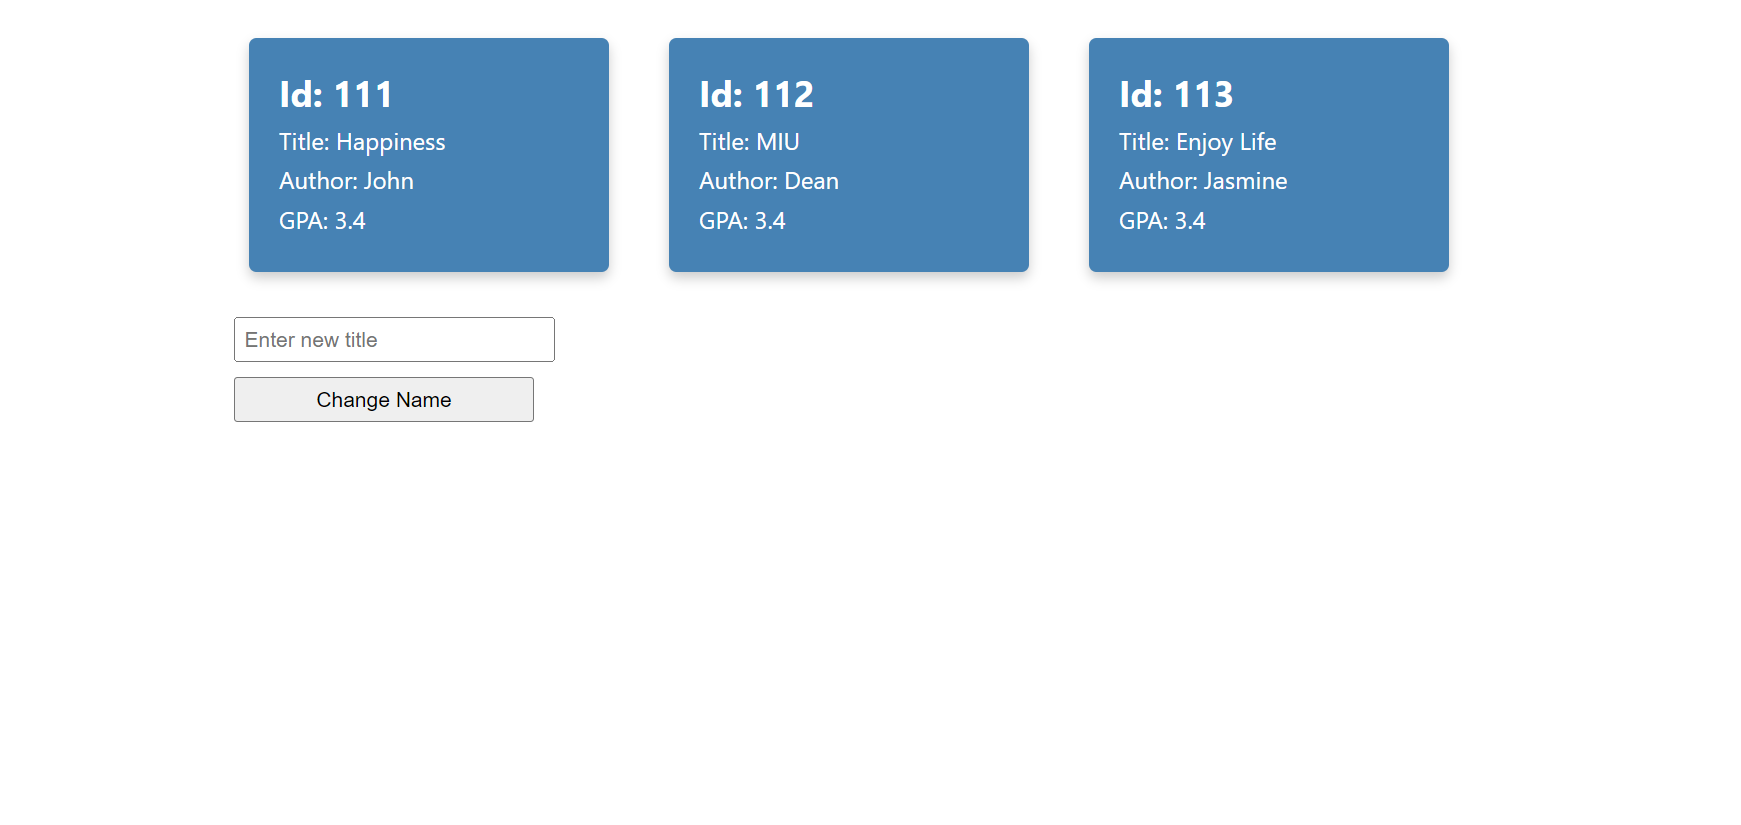 Id: 111
Title: Happiness
Author: John
GPA: 3.4
Id: 112
Title: MIU
Author: Dean
GPA: 3.4
Id: 113
Title: Enjoy Life
Author: Jasmine
GPA: 3.4
Enter new title
Change Name